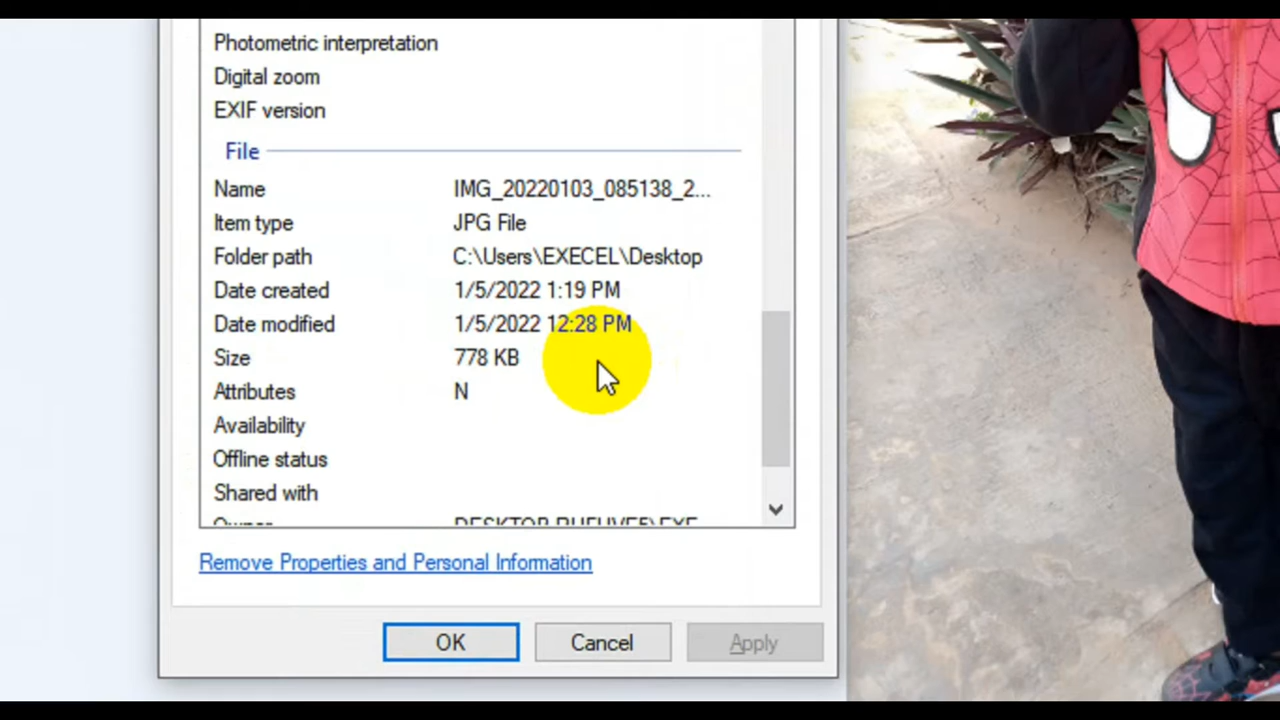 Photometric interpretation
Digital zoom
EXIF version
File
Name IMG_20220103_085138_2...
Item type JPG File
Folder path C:\Users\EXECEL\Desktop
Date created 1/5/2022 1:19 PM
Date modified 1/5/2022 12:28 PM
Size 778 KB
Attributes N
Availability
Offline status
Shared with
Remove Properties and Personal Information
OK Cancel Apply